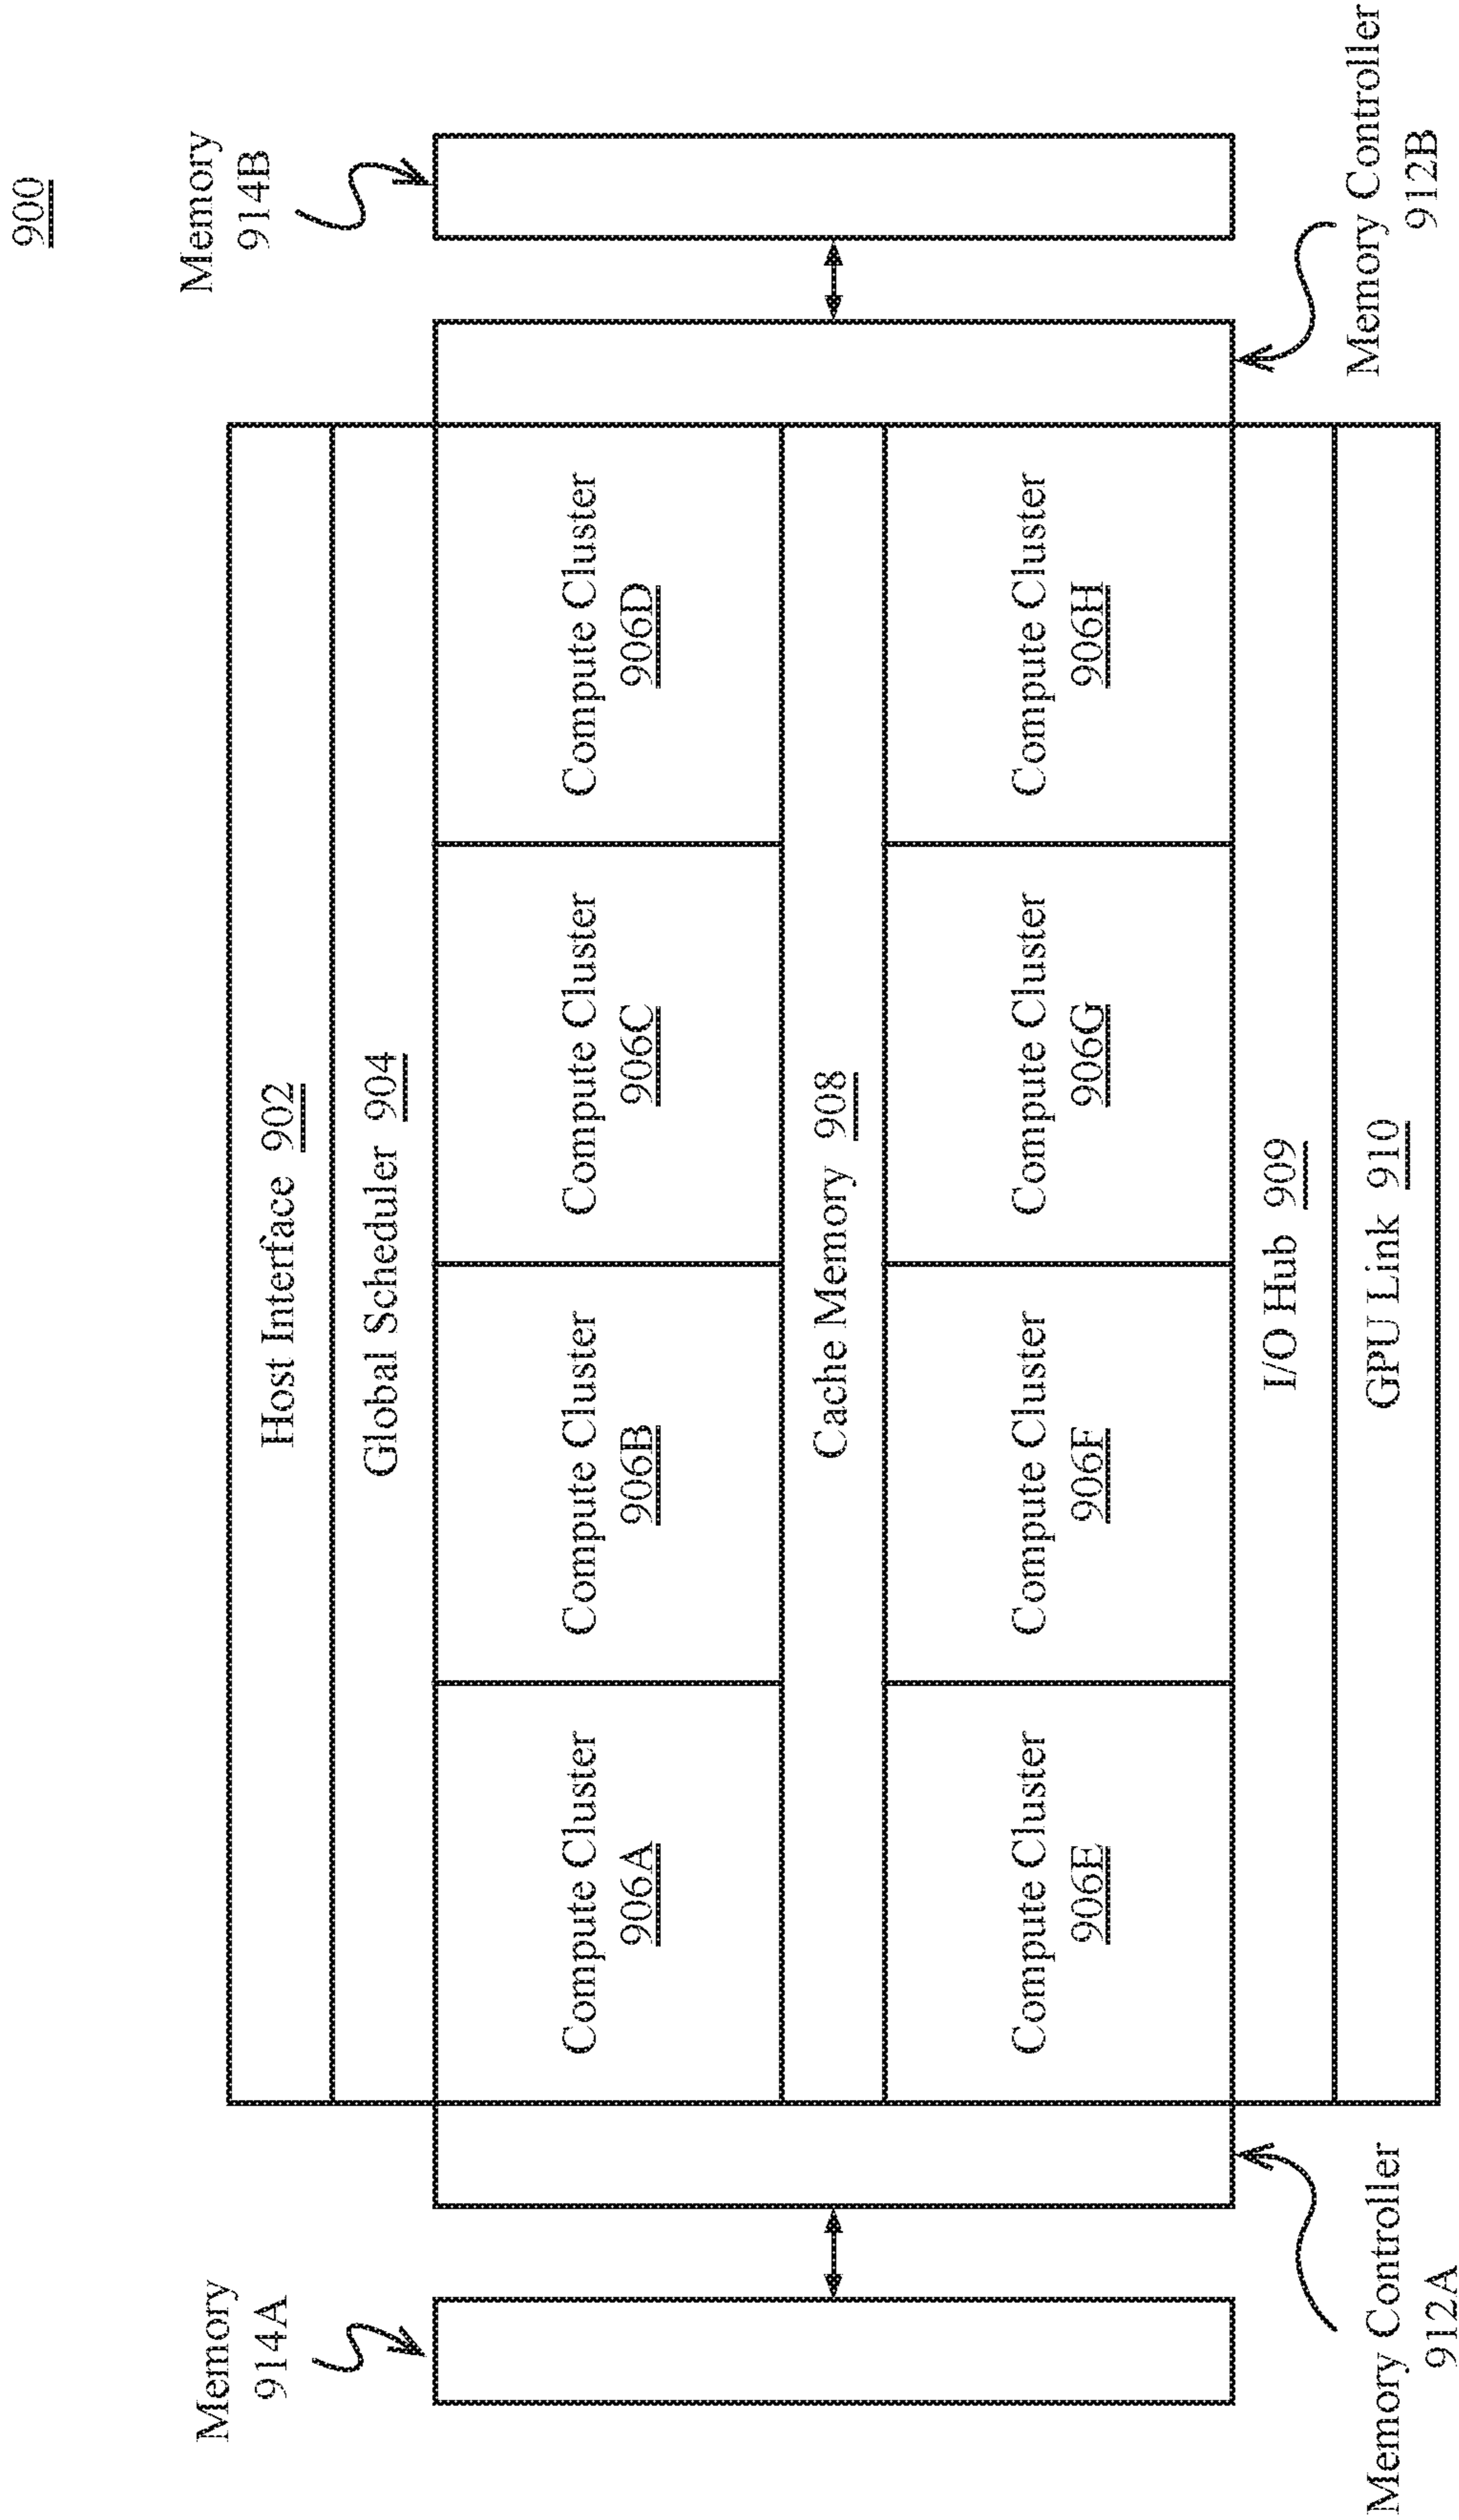 900
Host Interface 902
Global Scheduler 904
Memory
914A
Memory
914B
Compute Cluster
906A
Compute Cluster
906B
Compute Cluster
906C
Compute Cluster
906D
Cache Memory 908
Compute Cluster
906E
Compute Cluster
906F
Compute Cluster
906G
Compute Cluster
906H
I/O Hub 909
GPU Link 910
Memory Controller
912A
Memory Controller
912B